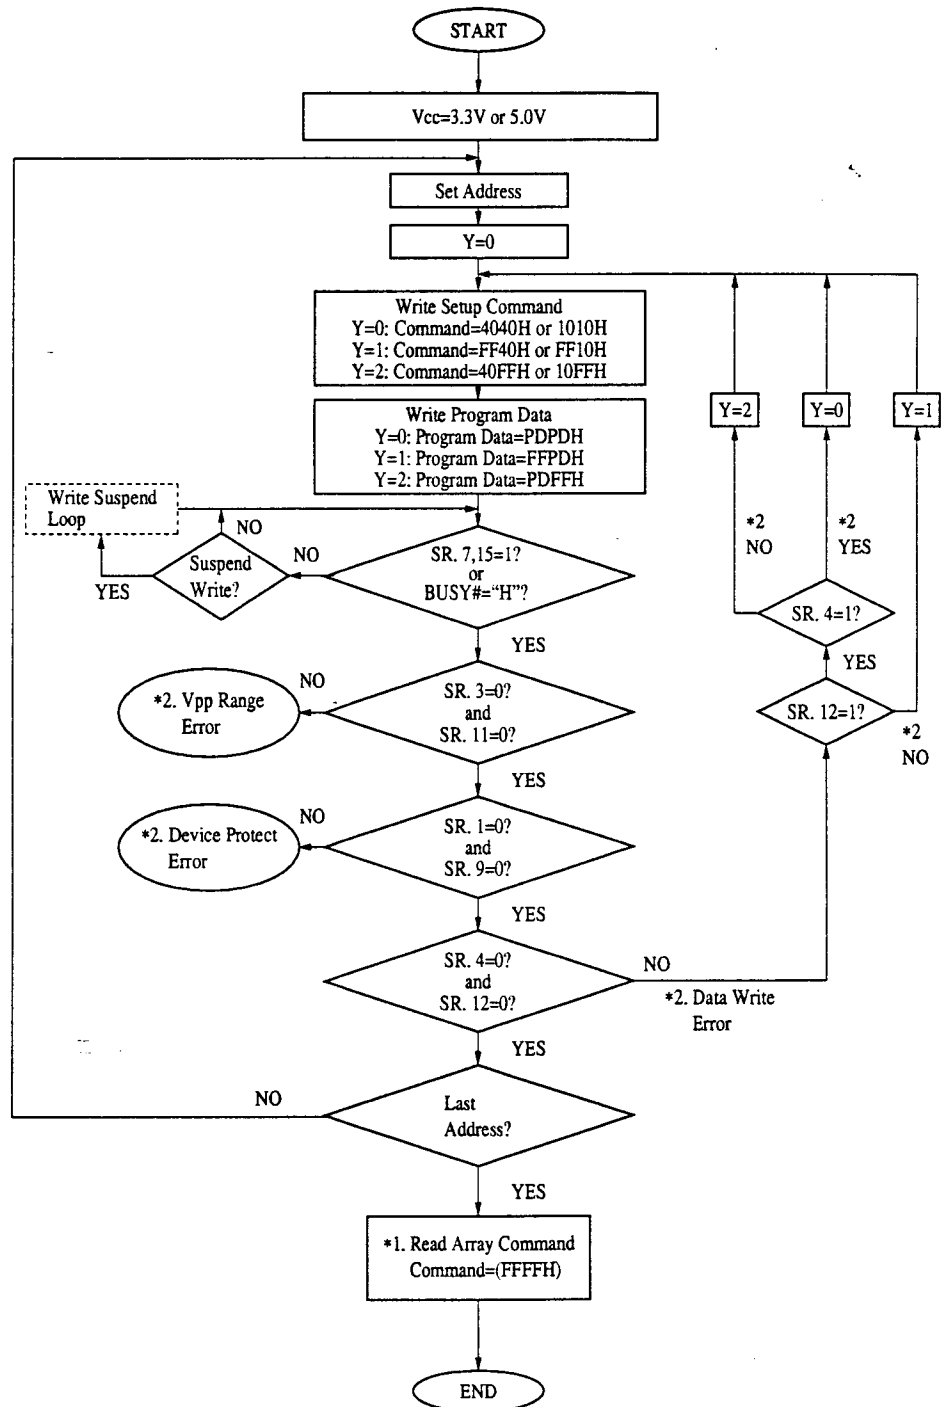 START
Vcc=3.3V or 5.0V
Set Address
Y=0
Write Setup Command
Y=0: Command=4040H or 1010H
Y=1: Command=FF40H or FF10H
Y=2: Command=40FFH or 10FFH
Write Program Data
Y=0: Program Data=PDPDH
Y=1: Program Data=FFPDH
Y=2: Program Data=PDFFH
Y=2
Y=0
Y=1
Write Suspend
Loop
NO
YES
Suspend
Write?
NO
SR. 7,15=1?
or
BUSY#=“H”?
YES
*2
NO
*2
YES
SR. 4=1?
YES
SR. 12=1?
*2
NO
*2. Vpp Range
Error
NO
SR. 3=0?
and
SR. 11=0?
YES
*2. Device Protect
Error
NO
SR. 1=0?
and
SR. 9=0?
YES
SR. 4=0?
and
SR. 12=0?
NO
*2. Data Write
Error
YES
NO
Last
Address?
YES
*1. Read Array Command
Command=(FFFFH)
END